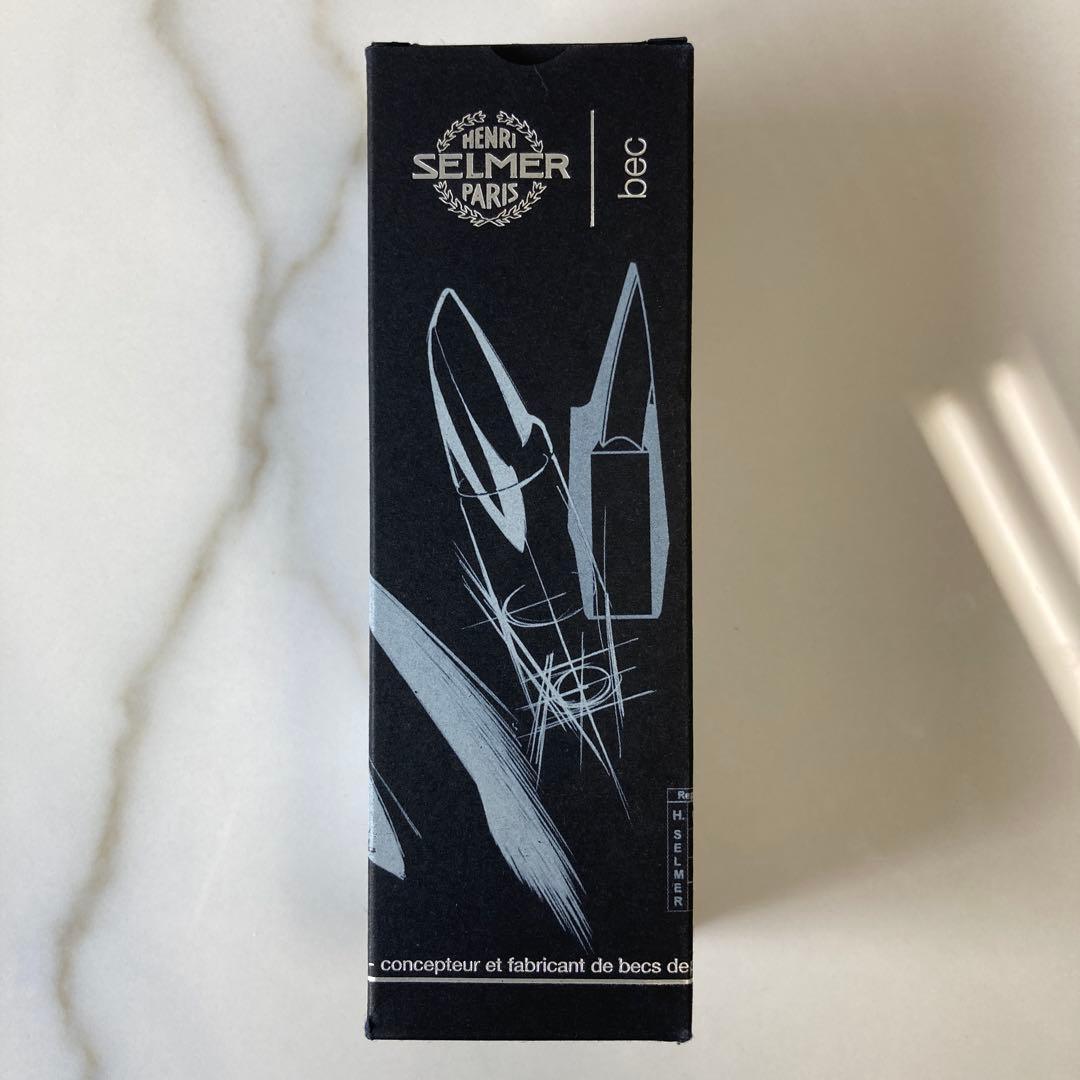 HENRI
SELMER
PARIS
bec
H. SELMER
- concepteur et fabricant de becs de